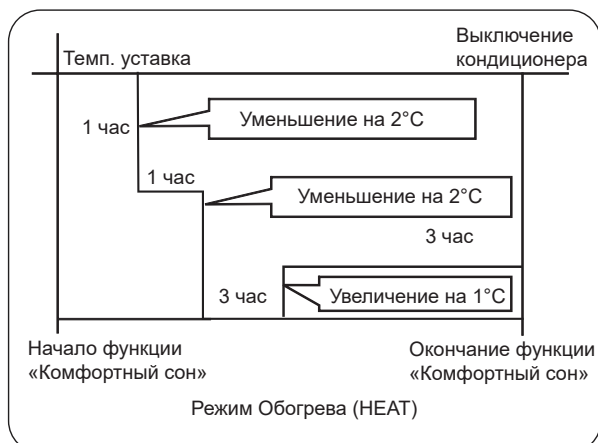 Темп. уставка
Выключение
кондиционера
1 час
Уменьшение на 2°C
1 час
Уменьшение на 2°C
3 час
3 час
Увеличение на 1°C
Начало функции
«Комфортный сон»
Окончание функции
«Комфортный сон»
Режим Обогрева (HEAT)